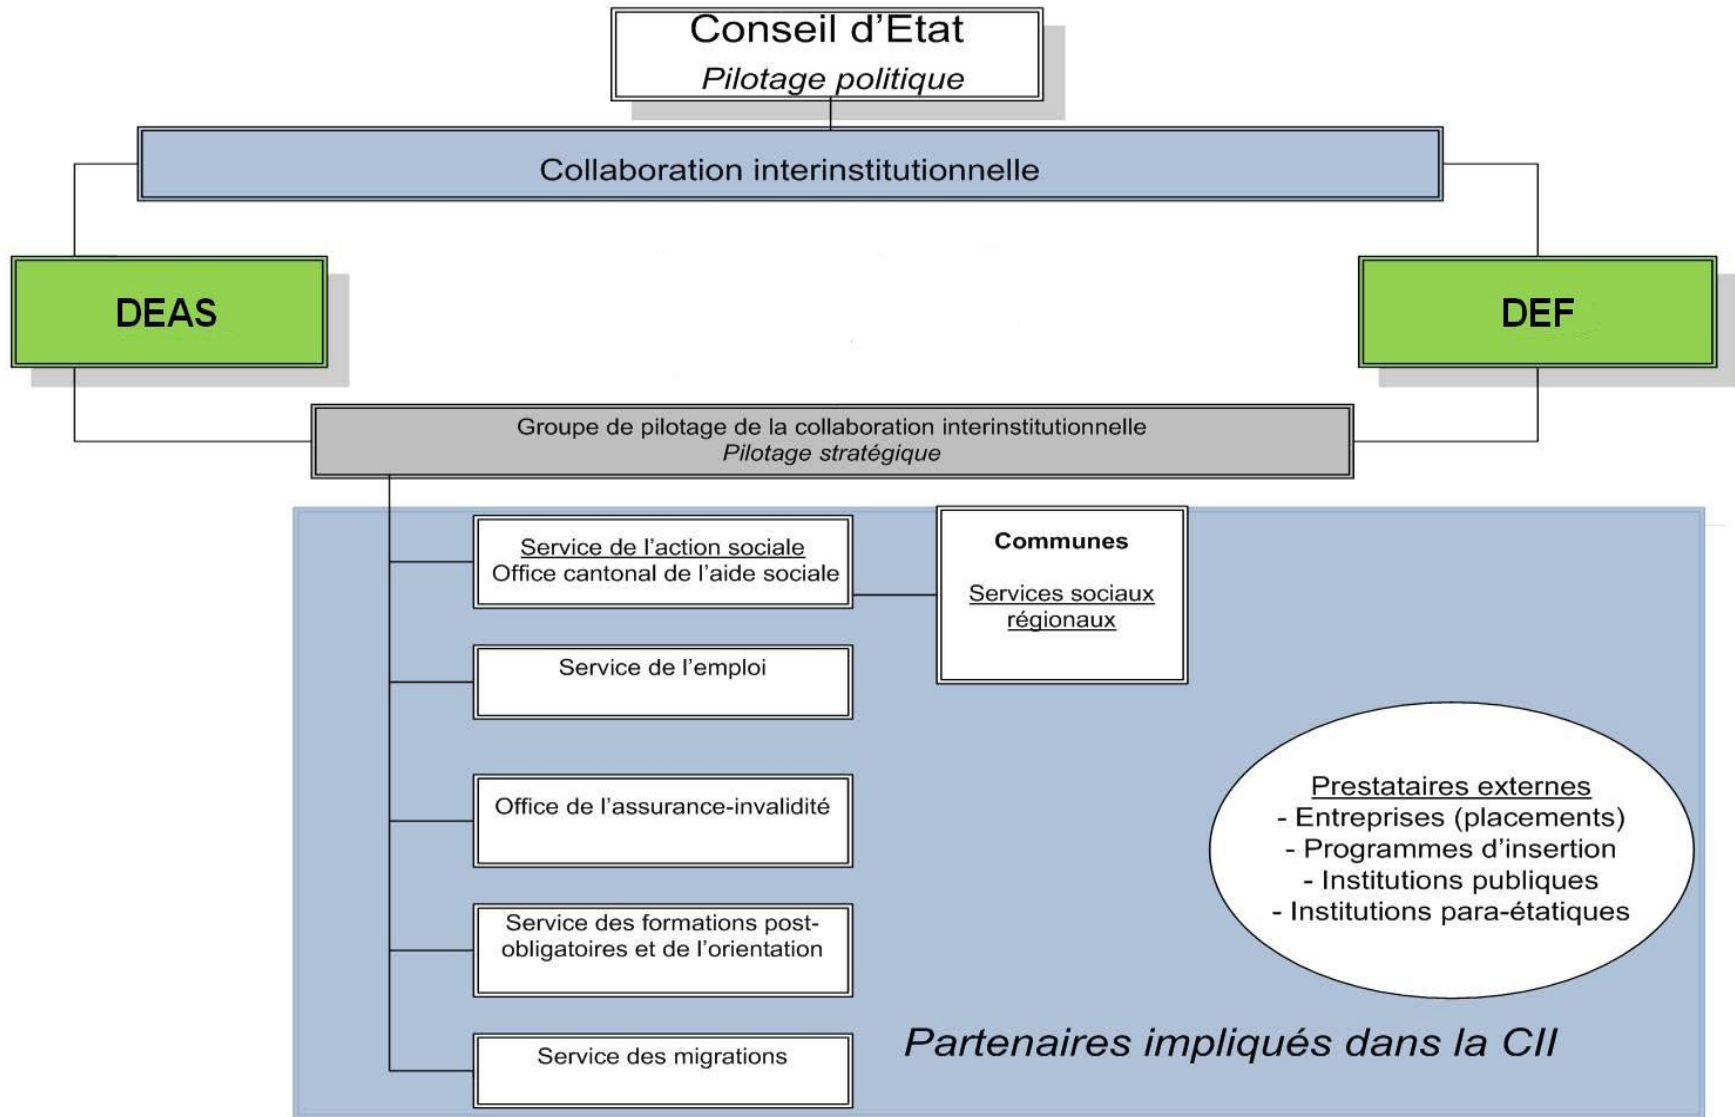 Conseil d'Etat
Pilotage politique
Collaboration interinstitutionnelle
DEAS
DEF
Groupe de pilotage de la collaboration interinstitutionnelle
Pilotage stratégique
Service de l'action sociale
Office cantonal de l'aide sociale
Communes
Services sociaux
régionaux
Service de l'emploi
Office de l'assurance-invalidité
Prestataires externes
- Entreprises (placements)
- Programmes d'insertion
- Institutions publiques
- Institutions para-étatiques
Service des formations post-
obligatoires et de l'orientation
Service des migrations
Partenaires impliqués dans la CII